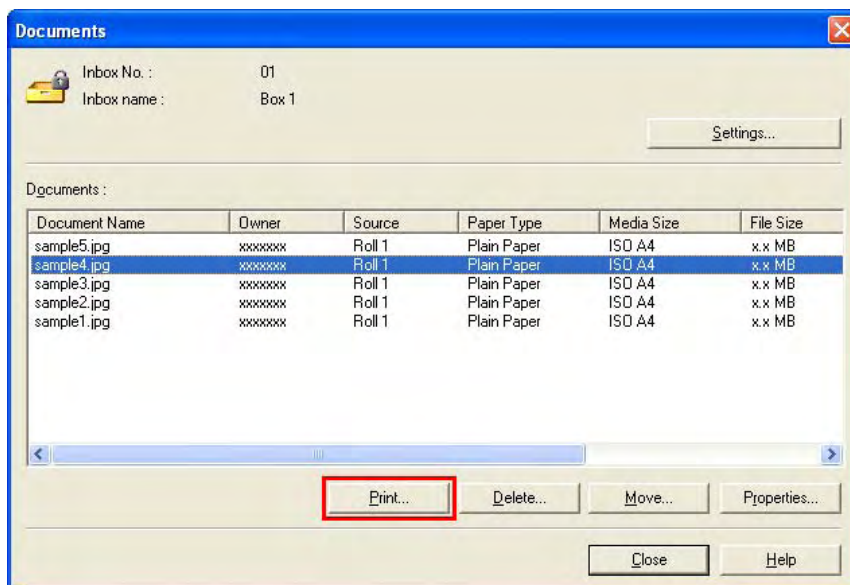 Documents
Inbox No. : 01
Inbox name : Box 1
Settings...
Documents :
Document Name Owner Source Paper Type Media Size File Size
sample5.jpg xxxxxxx Roll 1 Plain Paper ISO A4 x.x MB
sample4.jpg xxxxxxx Roll 1 Plain Paper ISO A4 x.x MB
sample3.jpg xxxxxxx Roll 1 Plain Paper ISO A4 x.x MB
sample2.jpg xxxxxxx Roll 1 Plain Paper ISO A4 x.x MB
sample1.jpg xxxxxxx Roll 1 Plain Paper ISO A4 x.x MB
Print... Delete... Move... Properties...
Close Help